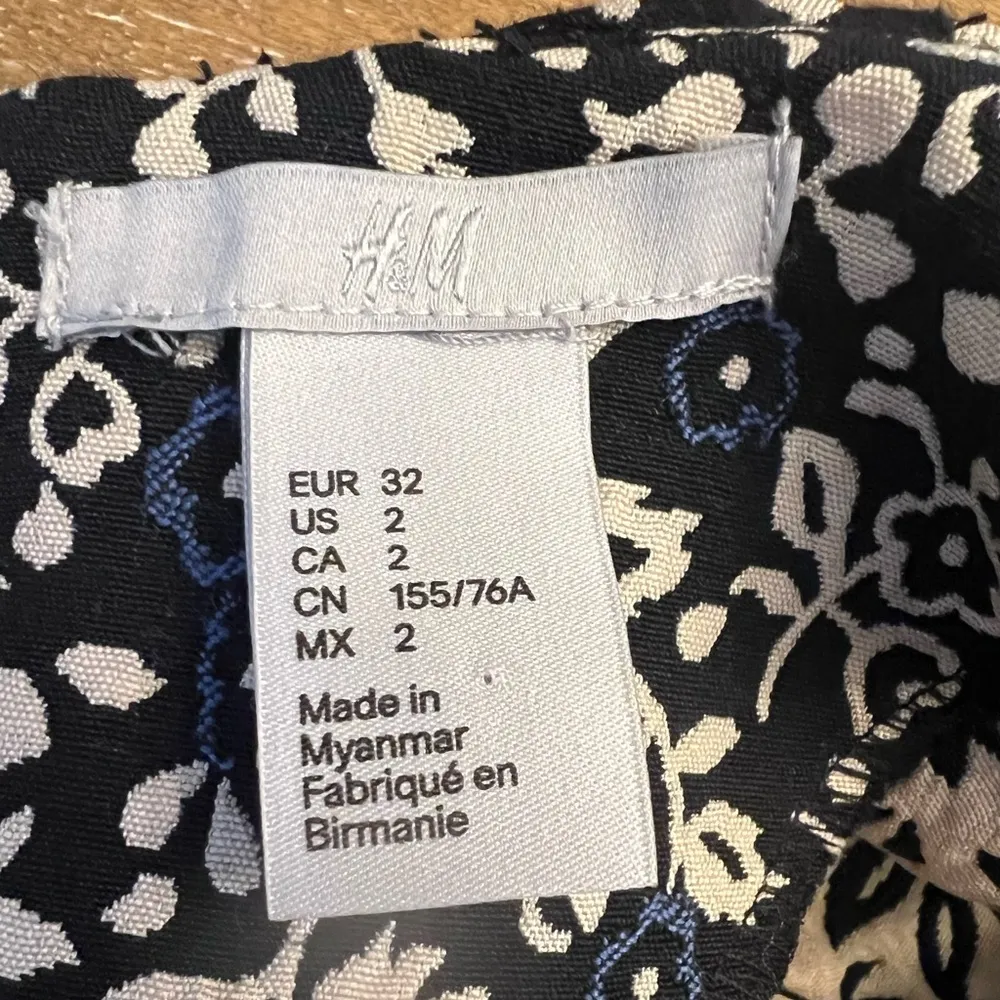 H&M
EUR 32
US 2
CA 2
CN 155/76A
MX 2
Made in
Myanmar
Fabriqué en
Birmanie